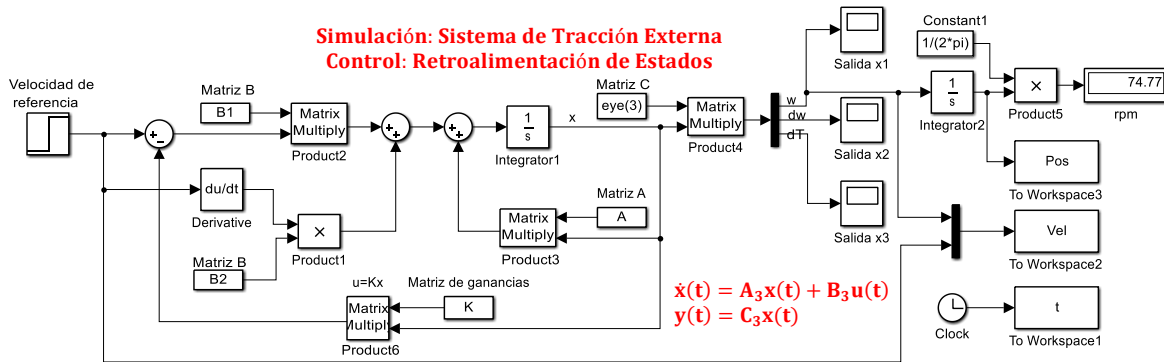 Simulación: Sistema de Tracción Externa
Control: Retroalimentación de Estados
Velocidad de
referencia
Matriz B
B1
Matrix
Multiply
Product2
1
s
Integrator1
x
Matriz C
eye(3)
Matrix
Multiply
Product4
w
dw
dT
Salida x1
Salida x2
Salida x3
Constant1
1/(2*pi)
1
s
Integrator2
×
Product5
74.77
rpm
Pos
To Workspace3
Vel
To Workspace2
t
To Workspace1
Clock
du/dt
Derivative
Matriz B
B2
×
Product1
Matriz A
A
Matrix
Multiply
Product3
u=Kx
Matrix
Multiply
Product6
Matriz de ganancias
K
ẋ(t) = A₃x(t) + B₃u(t)
y(t) = C₃x(t)